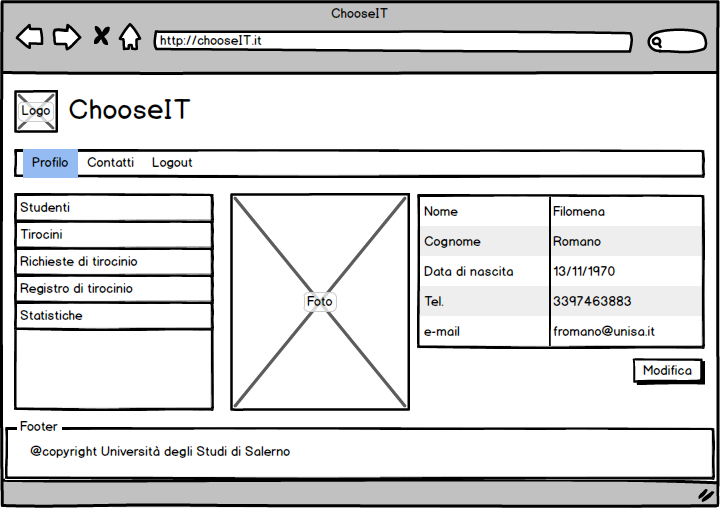 ChooseIT
http://chooseIT.it
Logo
ChooseIT
Profilo Contatti Logout
Studenti
Tirocini
Richieste di tirocinio
Registro di tirocinio
Statistiche
Foto
Nome Filomena
Cognome Romano
Data di nascita 13/11/1970
Tel. 3397463883
e-mail fromano@unisa.it
Modifica
Footer
@copyright Università degli Studi di Salerno